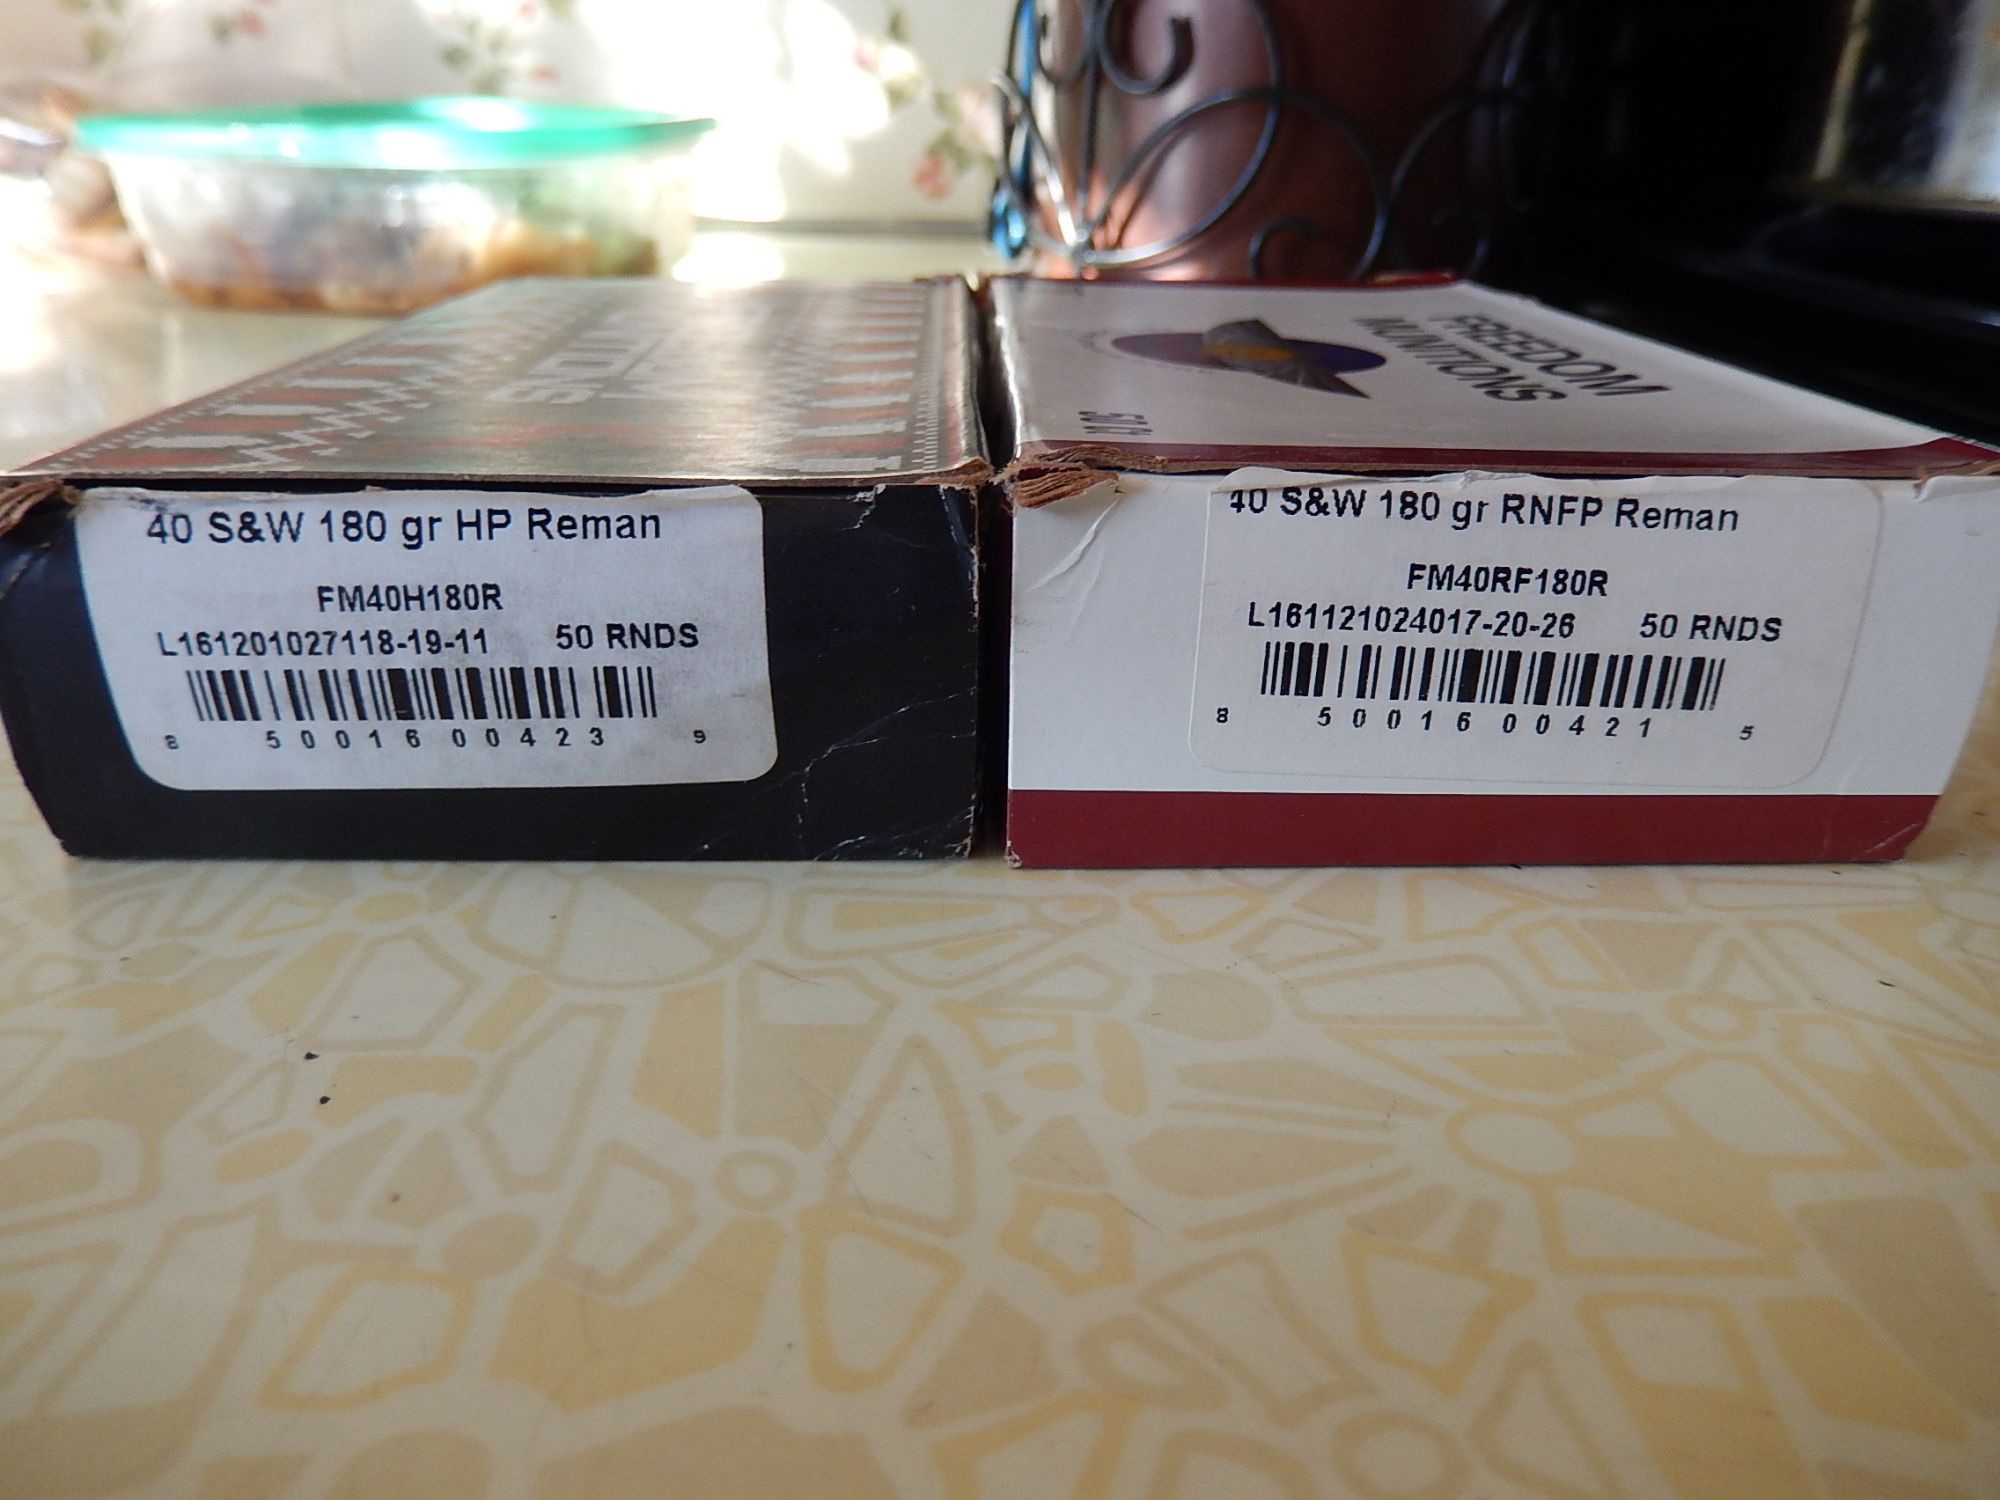 40 S&W 180 gr HP Reman
FM40H180R
L161201027118-19-11 50 RNDS
8 50016 00423 9
FREEDOM
MUNITIONS
40 S&W 180 gr RNFP Reman
FM40RF180R
L161121024017-20-26 50 RNDS
8 50016 00421 5